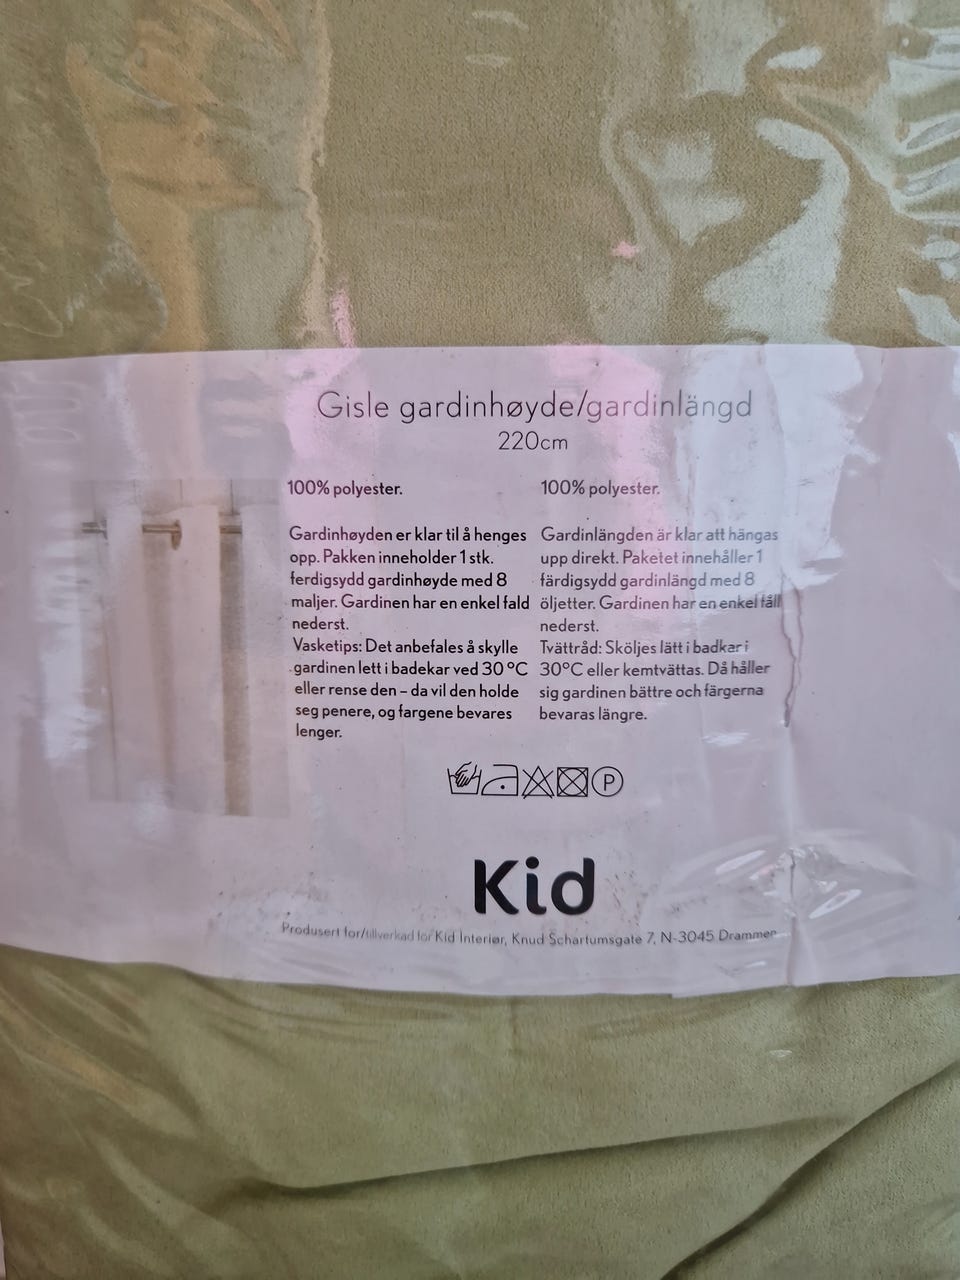 Gisle gardinhøyde/gardinlängd
220cm
100% polyester.
Gardinhøyden er klar til å henges
opp. Pakken inneholder 1 stk.
ferdigsydd gardinhøyde med 8
maljer. Gardinen har en enkel fald
nederst.
Vasketips: Det anbefales å skylle
gardinen lett i badekar ved 30 °C
eller rense den – da vil den holde
seg penere, og fargene bevares
lenger.
100% polyester.
Gardinlängden är klar att hängas
upp direkt. Paketet innehåller 1
färdigsydd gardinlängd med 8
öljetter. Gardinen har en enkel fåll
nederst.
Tvättråd: Sköljes lätt i badkar i
30°C eller kemtvättas. Då håller
sig gardinen bättre och färgerna
bevaras längre.
P
Kid
Produsert for/tillverkad för Kid Interiør, Knud Schartumsgate 7, N-3045 Drammen